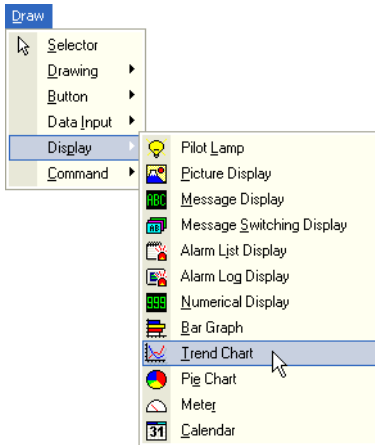 Draw
Selector
Drawing
Button
Data Input
Display
Command
Pilot Lamp
Picture Display
ABC Message Display
AB Message Switching Display
Alarm List Display
Alarm Log Display
999 Numerical Display
Bar Graph
Trend Chart
Pie Chart
Meter
31 Calendar